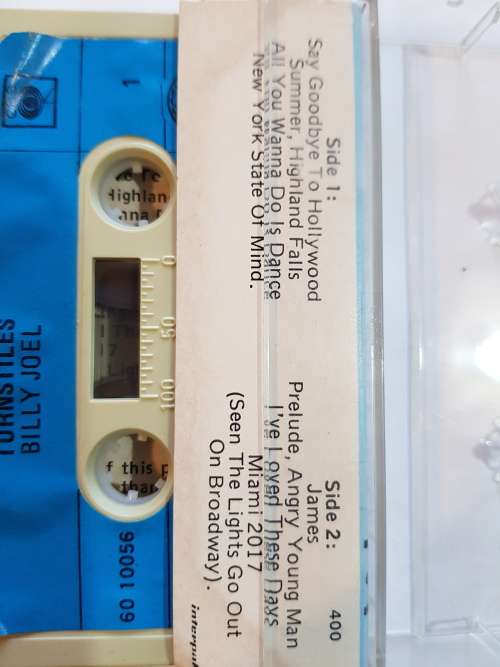 Side 1:
Say Goodbye To Hollywood
Summer, Highland Falls
All You Wanna Do Is Dance
New York State Of Mind.
400
Side 2:
James
Prelude, Angry Young Man
I've Loved These Days
Miami 2017
(Seen The Lights Go Out
On Broadway).
TURNSTILES
BILLY JOEL
1
0 50 100
60 10056
Highlan
f this